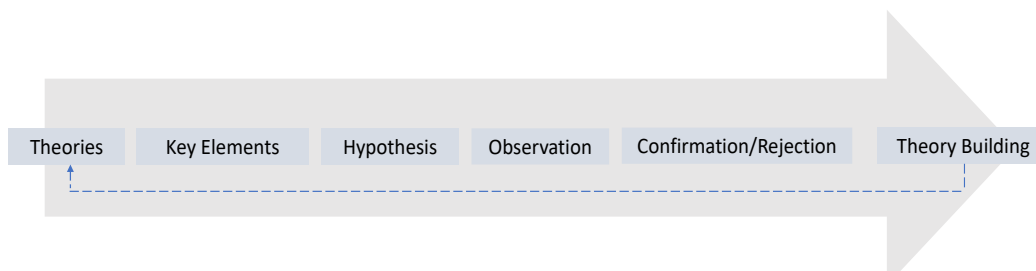 Theories
Key Elements
Hypothesis
Observation
Confirmation/Rejection
Theory Building